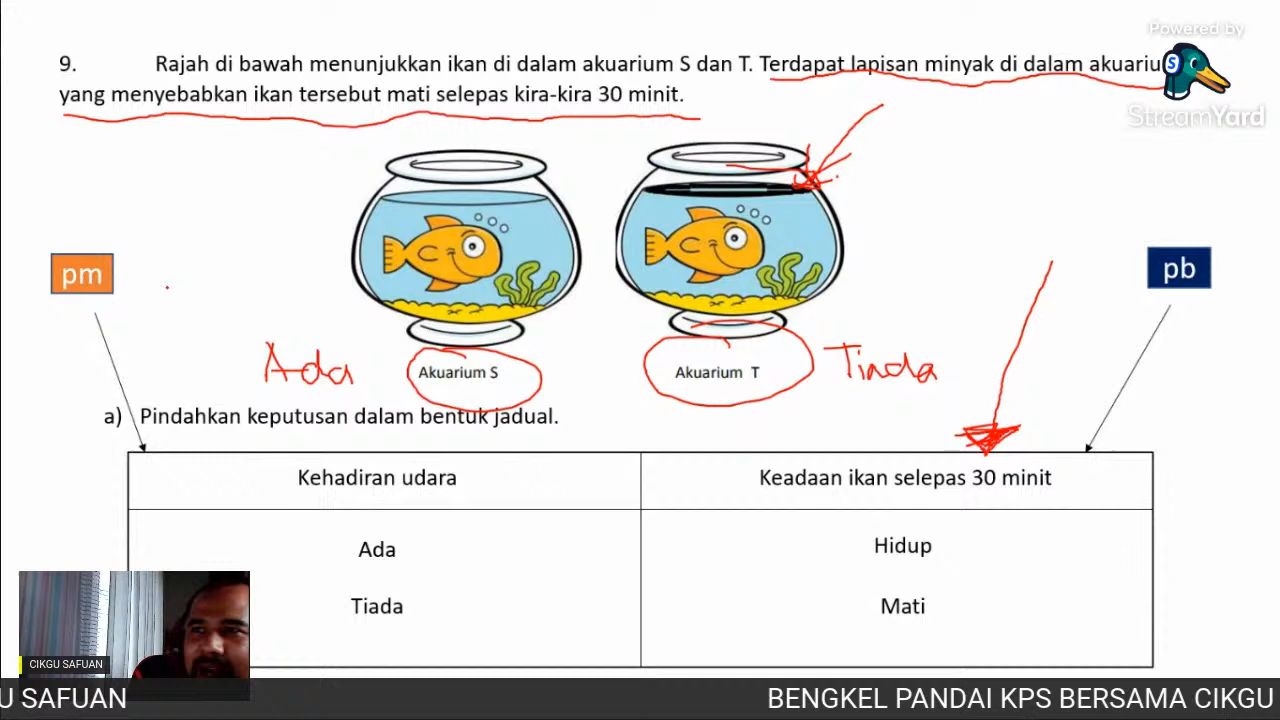 Powered by
StreamYard
9. Rajah di bawah menunjukkan ikan di dalam akuarium S dan T. Terdapat lapisan minyak di dalam akuariu
yang menyebabkan ikan tersebut mati selepas kira-kira 30 minit.
pm
pb
Ada
Akuarium S
Akuarium T
Tiada
a) Pindahkan keputusan dalam bentuk jadual.
Kehadiran udara
Keadaan ikan selepas 30 minit
Ada
Hidup
Tiada
Mati
CIKGU SAFUAN
U SAFUAN
BENGKEL PANDAI KPS BERSAMA CIKGU